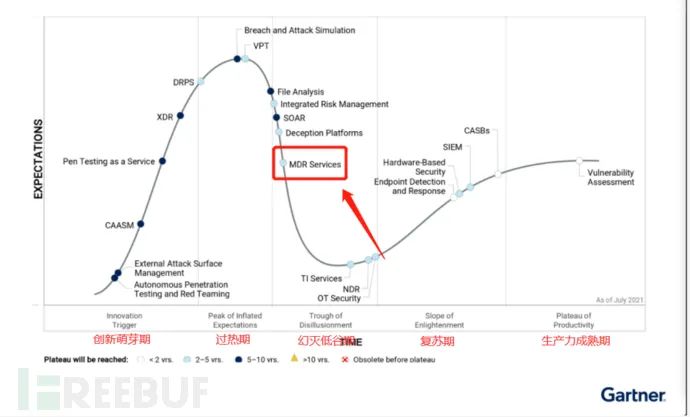 Breach and Attack Simulation
VPT
DRPS
File Analysis
Integrated Risk Management
XDR
SOAR
Deception Platforms
CASBs
SIEM
Pen Testing as a Service
MDR Services
Hardware-Based
Security
Endpoint Detection
and Response
Vulnerability
Assessment
EXPECTATIONS
CAASM
External Attack Surface
Management
Autonomous Penetration
Testing and Red Teaming
TI Services
NDR
OT Security
As of July 2021
Innovation
Trigger
Peak of Inflated
Expectations
Trough of
Disillusionment
Slope of
Enlightenment
Plateau of
Productivity
创新萌芽期
过热期
幻灭低谷期
TIME
复苏期
生产力成熟期
Plateau will be reached:
< 2 yrs.
2–5 yrs.
5–10 yrs.
>10 yrs.
Obsolete before plateau
FREEBUF
Gartner